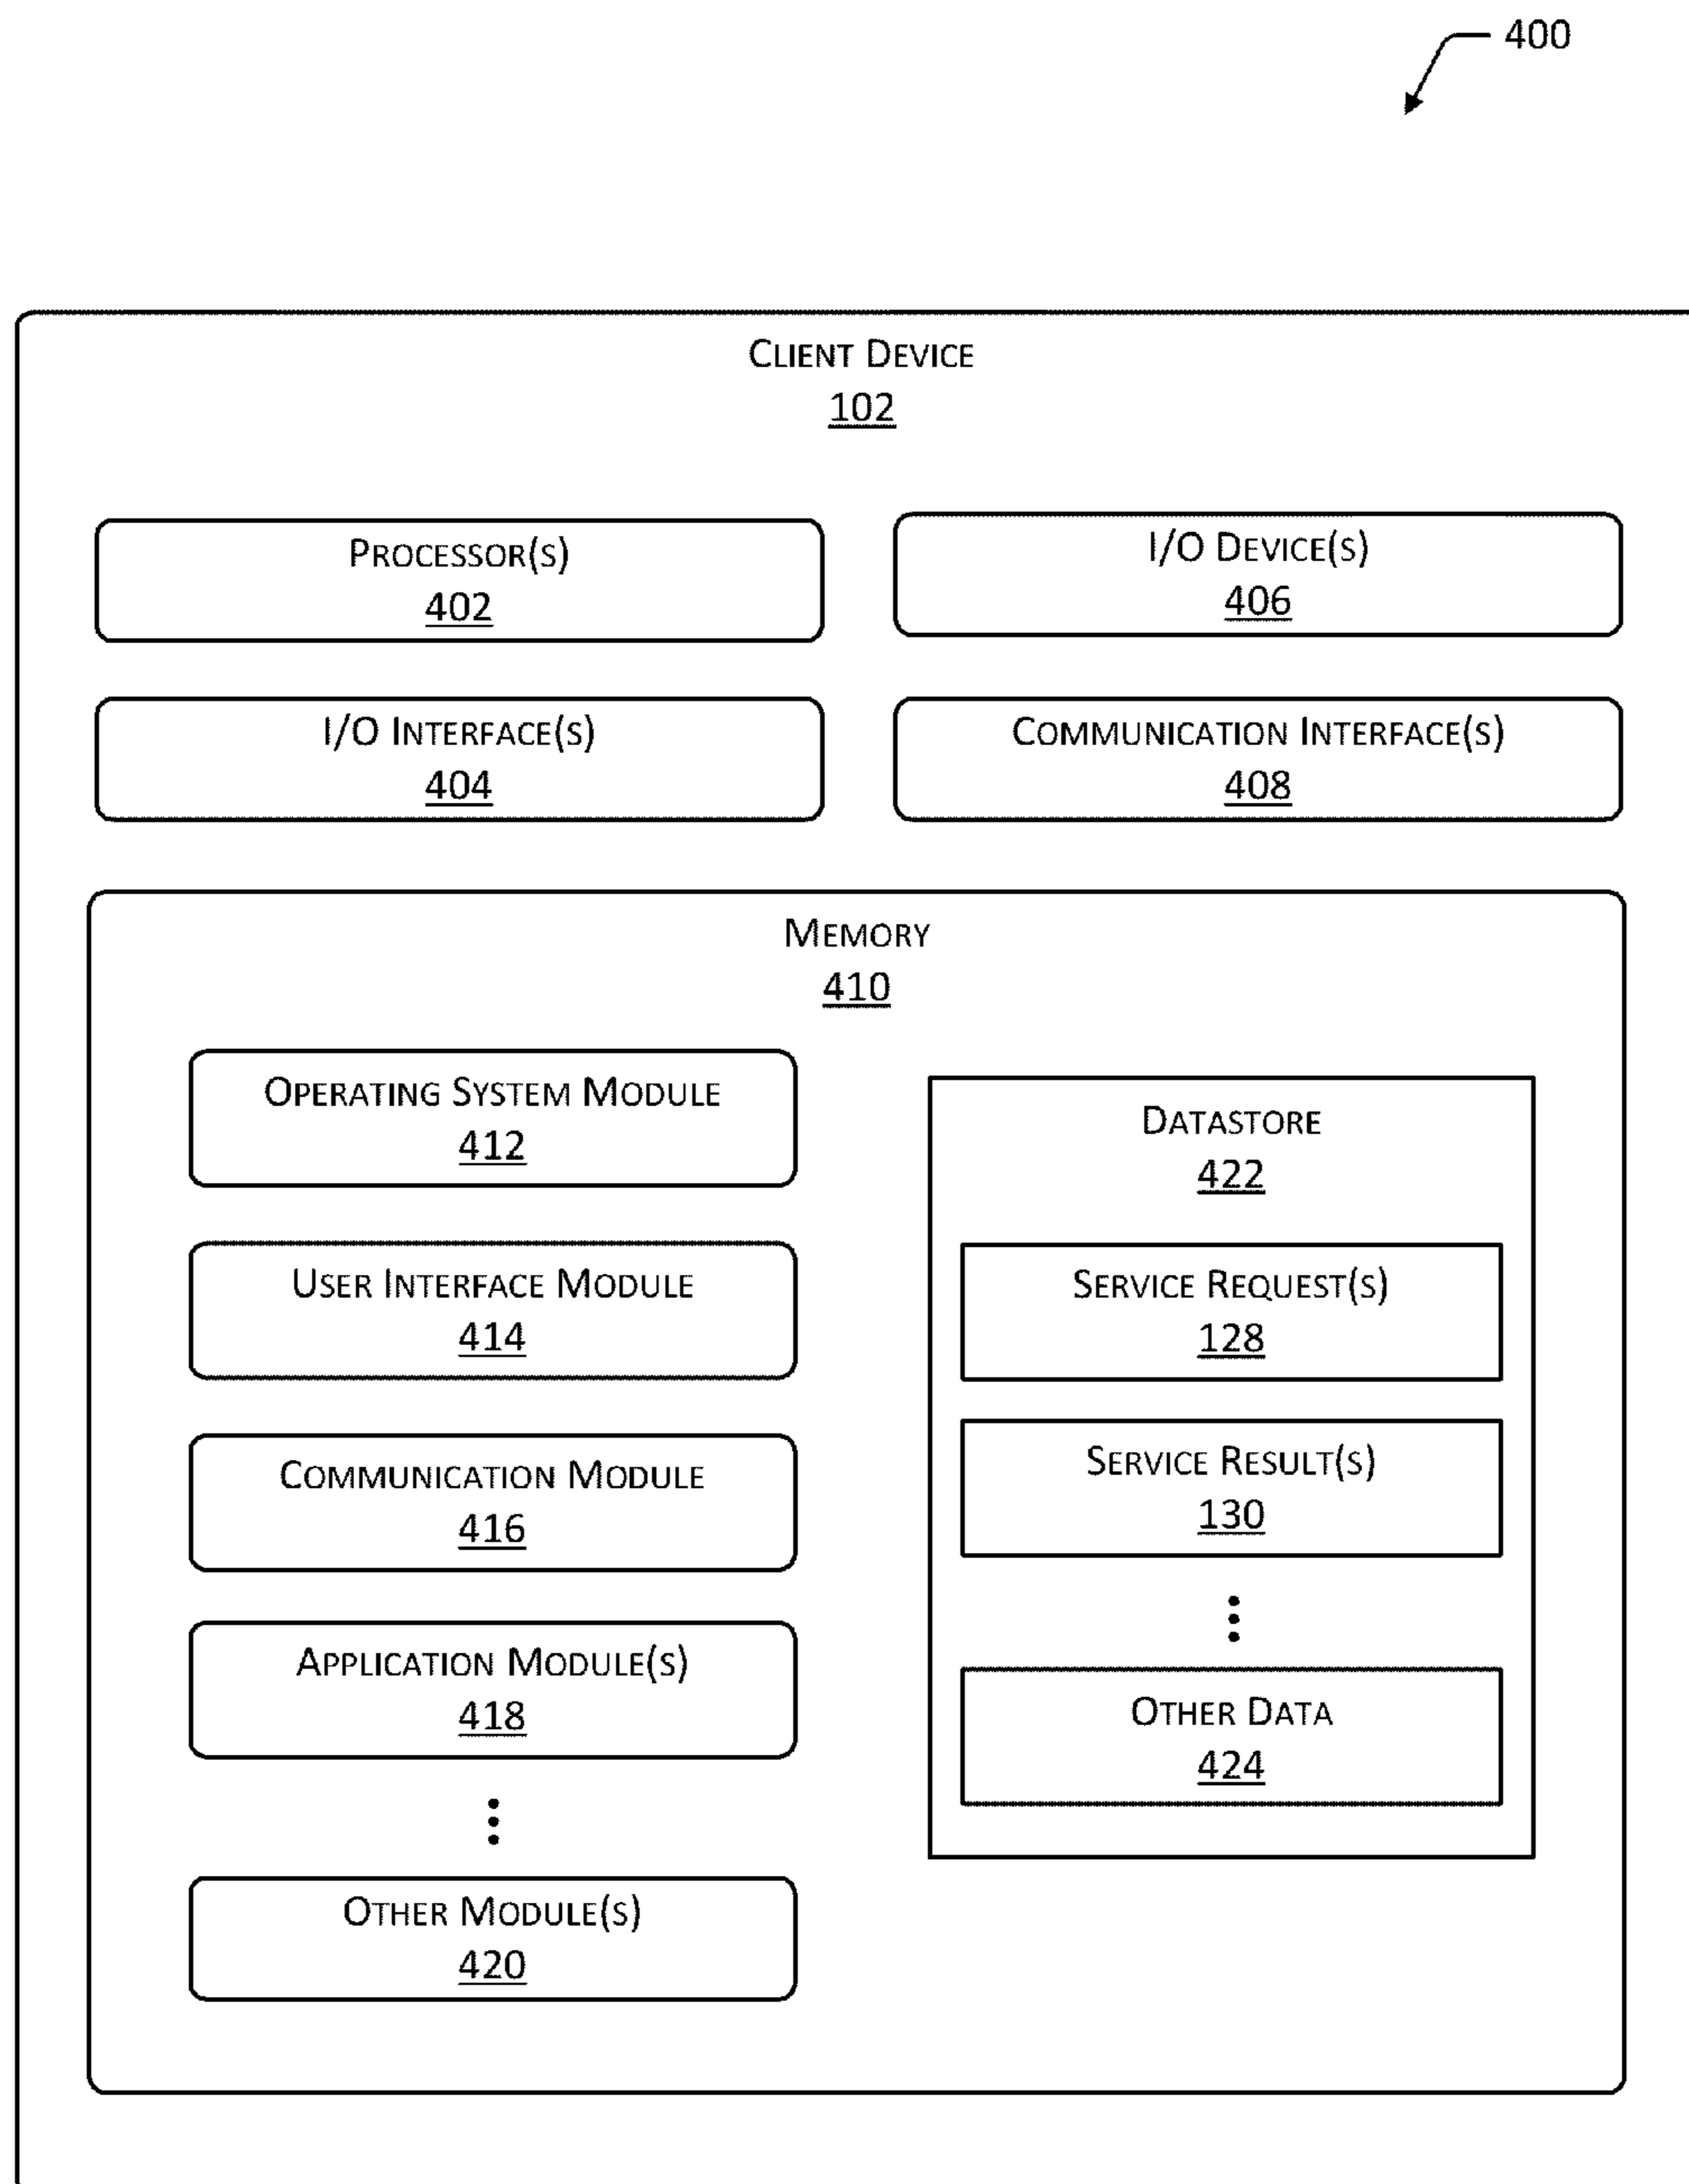 400
CLIENT DEVICE
102
PROCESSOR(S)
402
I/O DEVICE(S)
406
I/O INTERFACE(S)
404
COMMUNICATION INTERFACE(S)
408
MEMORY
410
OPERATING SYSTEM MODULE
412
USER INTERFACE MODULE
414
COMMUNICATION MODULE
416
APPLICATION MODULE(S)
418
OTHER MODULE(S)
420
DATASTORE
422
SERVICE REQUEST(S)
128
SERVICE RESULT(S)
130
OTHER DATA
424